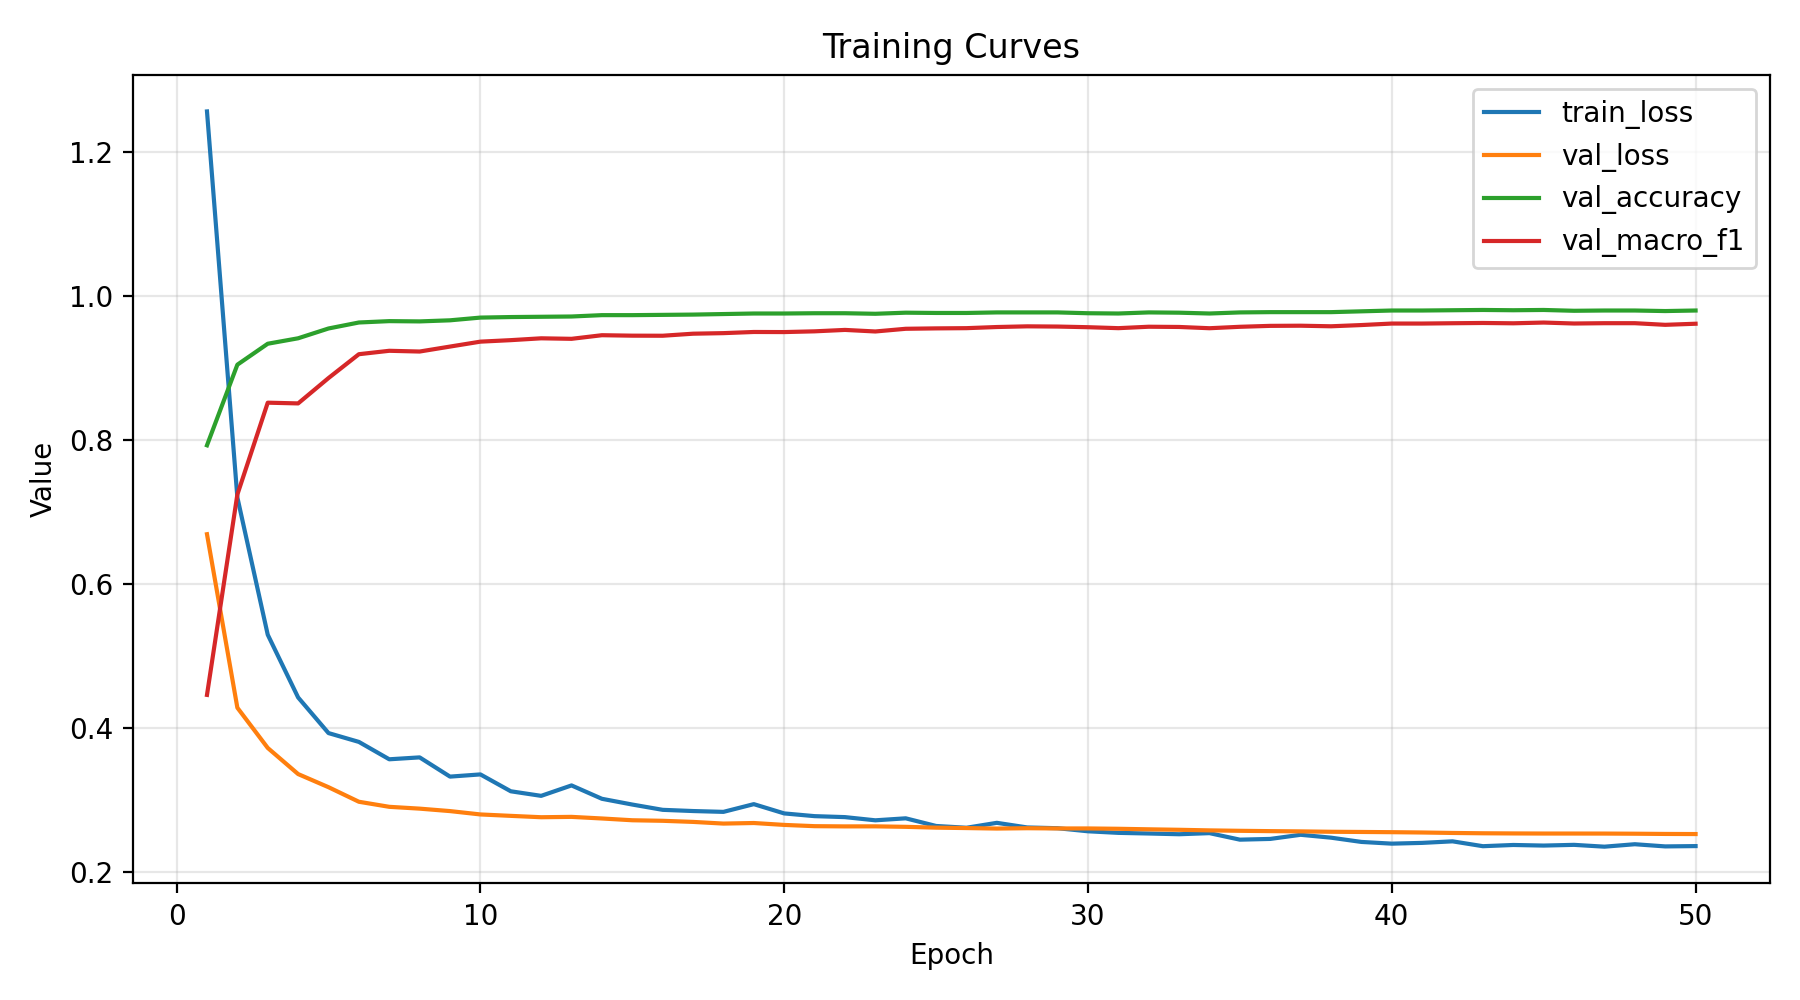 Training Curves
train_loss
val_loss
val_accuracy
val_macro_f1
Value
1.2
1.0
0.8
0.6
0.4
0.2
0 10 20 30 40 50
Epoch